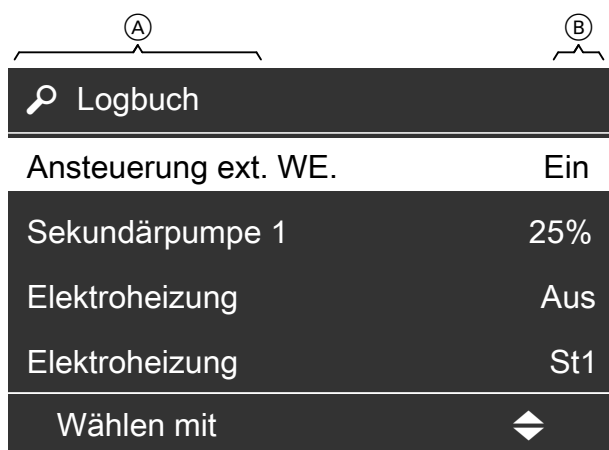 Ⓐ Ⓑ
Logbuch
Ansteuerung ext. WE. Ein
Sekundärpumpe 1 25%
Elektroheizung Aus
Elektroheizung St1
Wählen mit